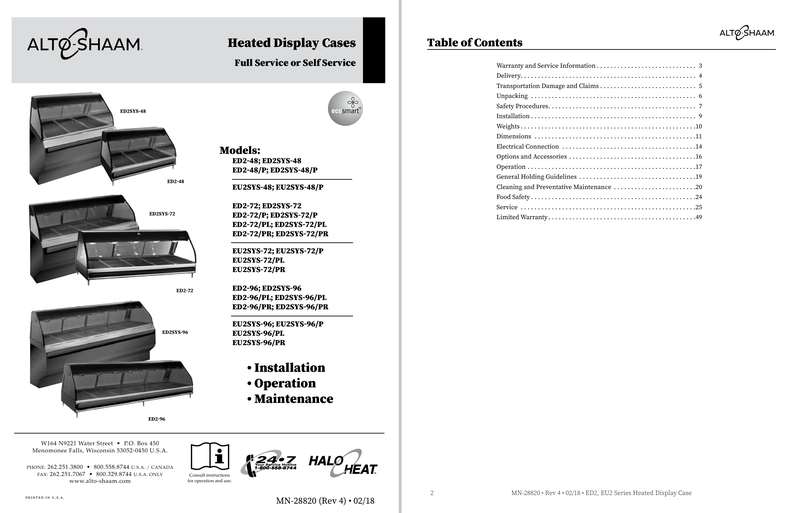 ALTO-SHAAM.
Heated Display Cases
Full Service or Self Service
ecosmart
ED2SYS-48
ED2-48
ED2SYS-72
ED2-72
ED2SYS-96
ED2-96
Models:
ED2-48; ED2SYS-48
ED2-48/P; ED2SYS-48/P
EU2SYS-48; EU2SYS-48/P
ED2-72; ED2SYS-72
ED2-72/P; ED2SYS-72/P
ED2-72/PL; ED2SYS-72/PL
ED2-72/PR; ED2SYS-72/PR
EU2SYS-72; EU2SYS-72/P
EU2SYS-72/PL
EU2SYS-72/PR
ED2-96; ED2SYS-96
ED2-96/PL; ED2SYS-96/PL
ED2-96/PR; ED2SYS-96/PR
EU2SYS-96; EU2SYS-96/P
EU2SYS-96/PL
EU2SYS-96/PR
• Installation
• Operation
• Maintenance
W164 N9221 Water Street • P.O. Box 450
Menomonee Falls, Wisconsin 53052-0450 U.S.A.
PHONE: 262.251.3800 • 800.558.8744 U.S.A. / CANADA
FAX: 262.251.7067 • 800.329.8744 U.S.A. ONLY
www.alto-shaam.com
PRINTED IN U.S.A.
Consult instructions
for operation and use.
24•7
1-800-558-8744
HALO HEAT
MN-28820 (Rev 4) • 02/18
ALTO-SHAAM.
Table of Contents
Warranty and Service Information . . . . . . . . . . . . . . . . . . . . . . . . . . . . 3
Delivery. . . . . . . . . . . . . . . . . . . . . . . . . . . . . . . . . . . . . . . . . . . . . . . . . . 4
Transportation Damage and Claims . . . . . . . . . . . . . . . . . . . . . . . . . . . 5
Unpacking . . . . . . . . . . . . . . . . . . . . . . . . . . . . . . . . . . . . . . . . . . . . . . . 6
Safety Procedures. . . . . . . . . . . . . . . . . . . . . . . . . . . . . . . . . . . . . . . . . . 7
Installation . . . . . . . . . . . . . . . . . . . . . . . . . . . . . . . . . . . . . . . . . . . . . . . 9
Weights . . . . . . . . . . . . . . . . . . . . . . . . . . . . . . . . . . . . . . . . . . . . . . . . .10
Dimensions . . . . . . . . . . . . . . . . . . . . . . . . . . . . . . . . . . . . . . . . . . . . . .11
Electrical Connection . . . . . . . . . . . . . . . . . . . . . . . . . . . . . . . . . . . . . .14
Options and Accessories . . . . . . . . . . . . . . . . . . . . . . . . . . . . . . . . . . . .16
Operation . . . . . . . . . . . . . . . . . . . . . . . . . . . . . . . . . . . . . . . . . . . . . . .17
General Holding Guidelines . . . . . . . . . . . . . . . . . . . . . . . . . . . . . . . . .19
Cleaning and Preventative Maintenance . . . . . . . . . . . . . . . . . . . . . . .20
Food Safety . . . . . . . . . . . . . . . . . . . . . . . . . . . . . . . . . . . . . . . . . . . . . .24
Service . . . . . . . . . . . . . . . . . . . . . . . . . . . . . . . . . . . . . . . . . . . . . . . . . .25
Limited Warranty. . . . . . . . . . . . . . . . . . . . . . . . . . . . . . . . . . . . . . . . . .49
2
MN-28820 • Rev 4 • 02/18 • ED2, EU2 Series Heated Display Case